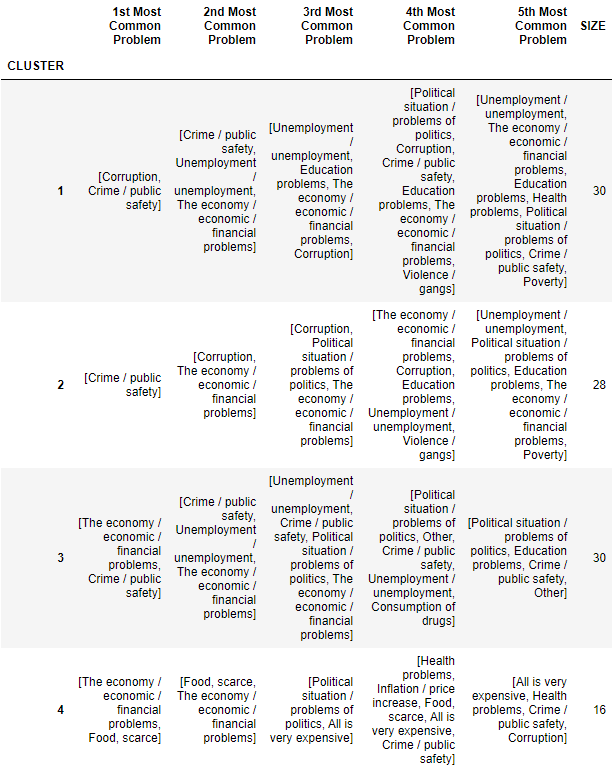 1st Most Common Problem
2nd Most Common Problem
3rd Most Common Problem
4th Most Common Problem
5th Most Common Problem
SIZE
CLUSTER
1
[Corruption,
Crime / public
safety]
[Crime / public
safety,
Unemployment
/
unemployment,
The economy /
economic /
financial
problems]
[Unemployment
/
unemployment,
Education
problems, The
economy /
economic /
financial
problems,
Corruption]
[Political
situation /
problems of
politics,
Corruption,
Crime / public
safety,
Education
problems, The
economy /
economic /
financial
problems,
Violence /
gangs]
[Unemployment /
unemployment,
The economy /
economic /
financial
problems,
Education
problems, Health
problems, Political
situation /
problems of
politics, Crime /
public safety,
Poverty]
30
2
[Crime / public
safety]
[Corruption,
The economy /
economic /
financial
problems]
[Corruption,
Political
situation /
problems of
politics, The
economy /
economic /
financial
problems]
[The economy /
economic /
financial
problems,
Corruption,
Education
problems,
Unemployment /
unemployment,
Violence /
gangs]
[Unemployment /
unemployment,
Political situation /
problems of
politics, Education
problems, The
economy /
economic /
financial
problems,
Poverty]
28
3
[The economy /
economic /
financial
problems,
Crime / public
safety]
[Crime / public
safety,
Unemployment
/
unemployment,
The economy /
economic /
financial
problems]
[Unemployment
/
unemployment,
Crime / public
safety, Political
situation /
problems of
politics, The
economy /
economic /
financial
problems]
[Political
situation /
problems of
politics, Other,
Crime / public
safety,
Unemployment /
unemployment,
Consumption of
drugs]
[Political situation /
problems of
politics, Education
problems, Crime /
public safety,
Other]
30
4
[The economy /
economic /
financial
problems,
Food, scarce]
[Food, scarce,
The economy /
economic /
financial
problems]
[Political
situation /
problems of
politics, All is
very expensive]
[Health
problems,
Inflation / price
increase, Food,
scarce, All is
very expensive,
Crime / public
safety]
[All is very
expensive, Health
problems, Crime /
public safety,
Corruption]
16